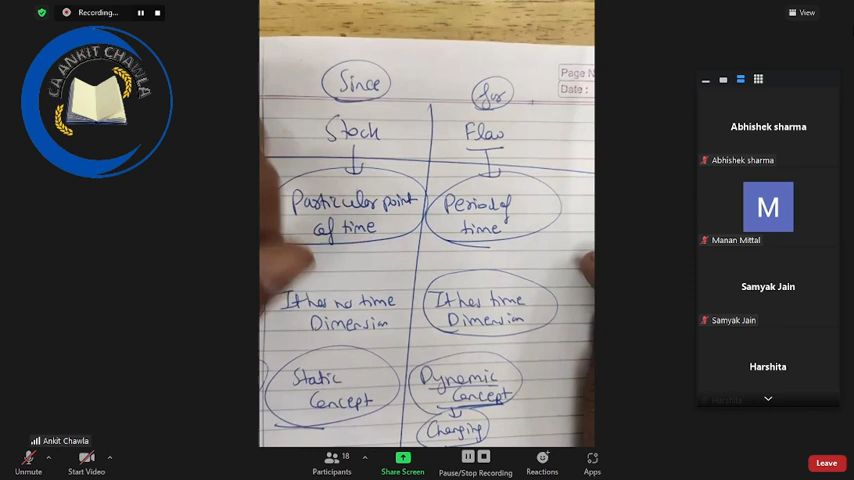 Recording...
View
CA ANKIT CHAWLA
Page N
Date :
Since
for
Stock
Flow
Particular point
of time
Period of
time
It has no time
Dimension
It has time
Dimension
Static
Concept
Dynamic
Concept
Changing
Abhishek sharma
Abhishek sharma
M
Manan Mittal
Samyak Jain
Samyak Jain
Harshita
Harshita
Ankit Chawla
Unmute
Start Video
18
Participants
Share Screen
Pause/Stop Recording
Reactions
Apps
Leave